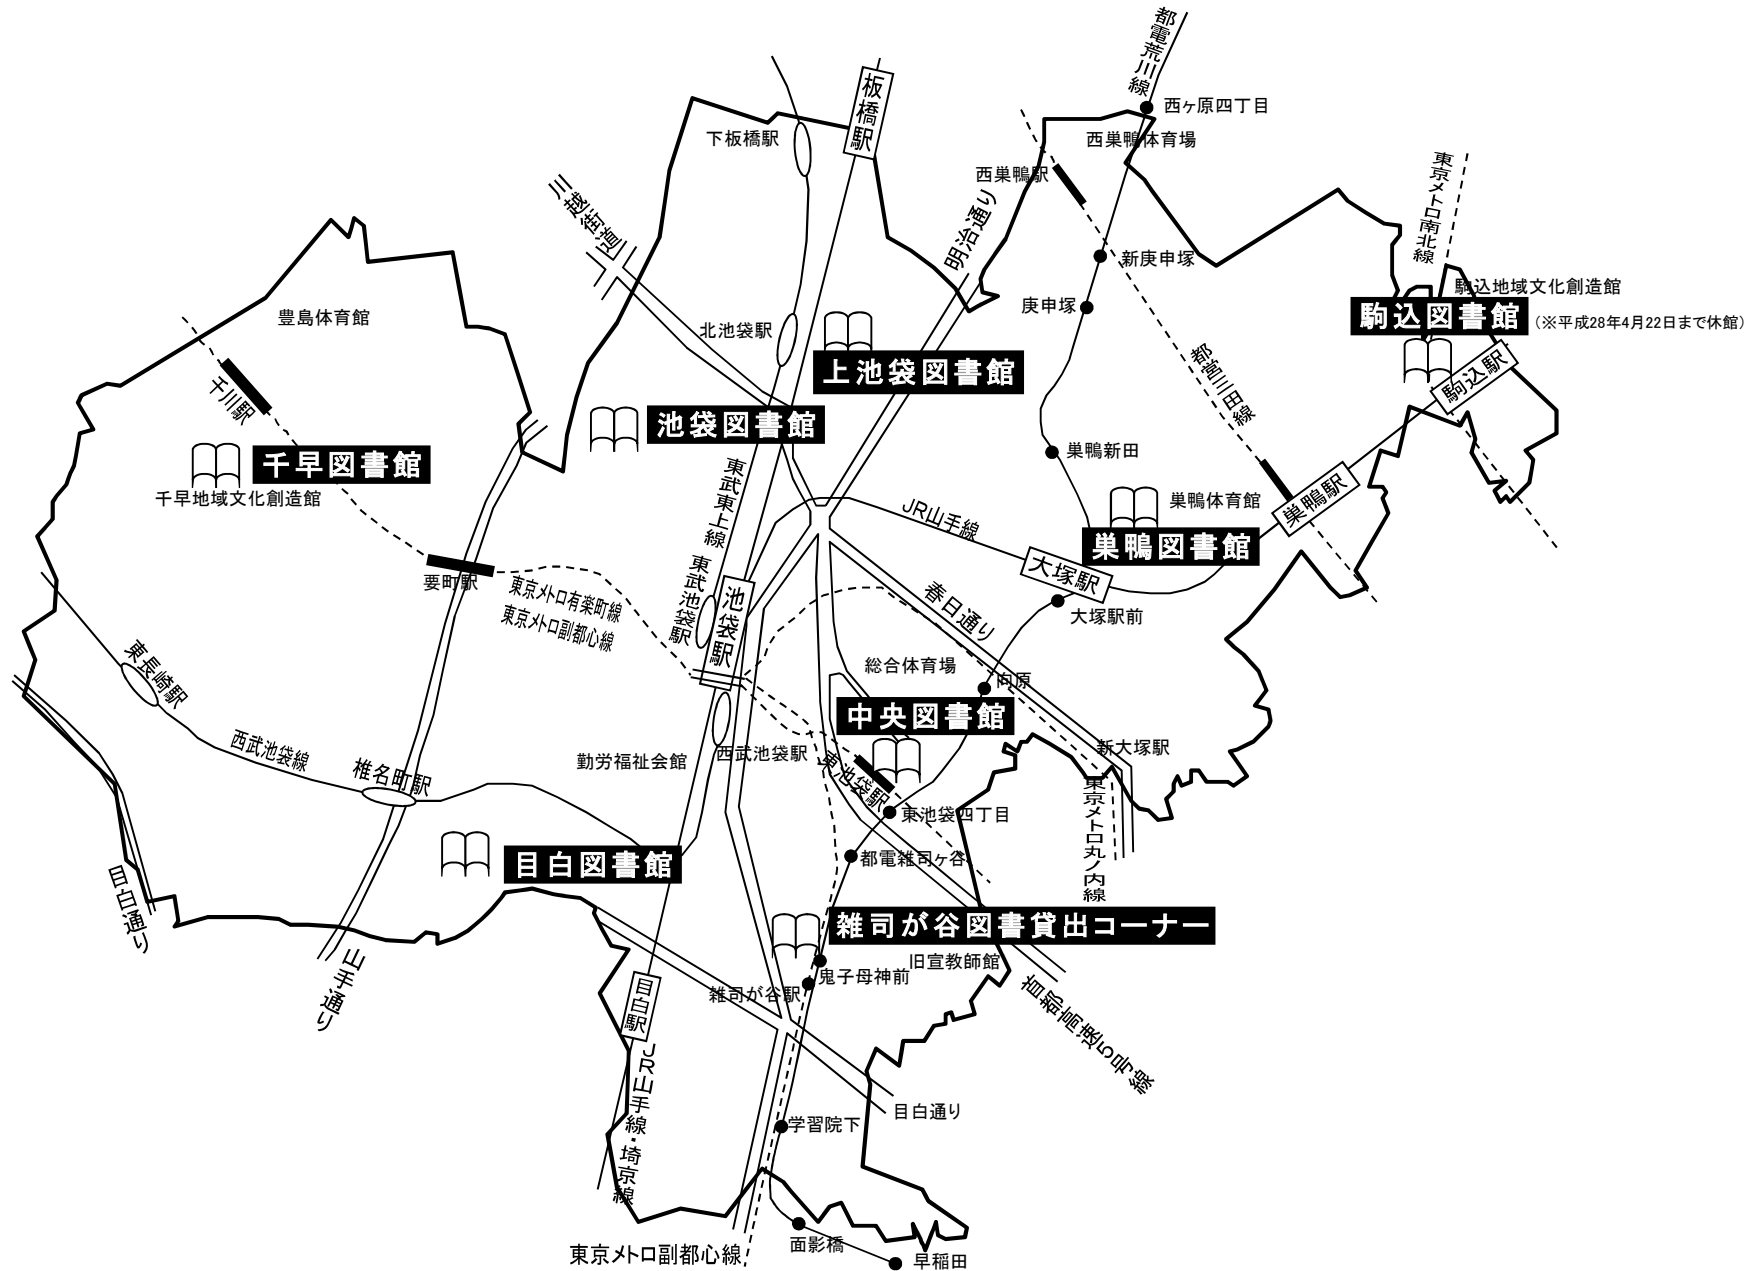 都電荒川線
西ヶ原四丁目
板橋駅
下板橋駅
西巣鴨体育場
西巣鴨駅
東京メトロ南北線
川越街道
明治通り
新庚申塚
駒込地域文化創造館
庚申塚
駒込図書館
(※平成28年4月22日まで休館)
豊島体育館
北池袋駅
上池袋図書館
都営三田線
駒込駅
千川駅
池袋図書館
巣鴨新田
千早図書館
千早地域文化創造館
東武東上線
巣鴨駅
巣鴨体育館
JR山手線
巣鴨図書館
要町駅
東京メトロ有楽町線
東京メトロ副都心線
東武池袋駅
池袋駅
大塚駅
春日通り
大塚駅前
東長崎駅
総合体育場
向原
中央図書館
西武池袋線
椎名町駅
勤労福祉会館
西武池袋駅
東池袋駅
新大塚駅
東京メトロ丸ノ内線
東池袋四丁目
目白図書館
都電雑司ヶ谷
目白通り
雑司が谷図書貸出コーナー
山手通り
旧宣教師館
鬼子母神前
雑司が谷駅
目白駅
首都高速5号線
JR山手線・埼京線
目白通り
学習院下
東京メトロ副都心線
面影橋
早稲田